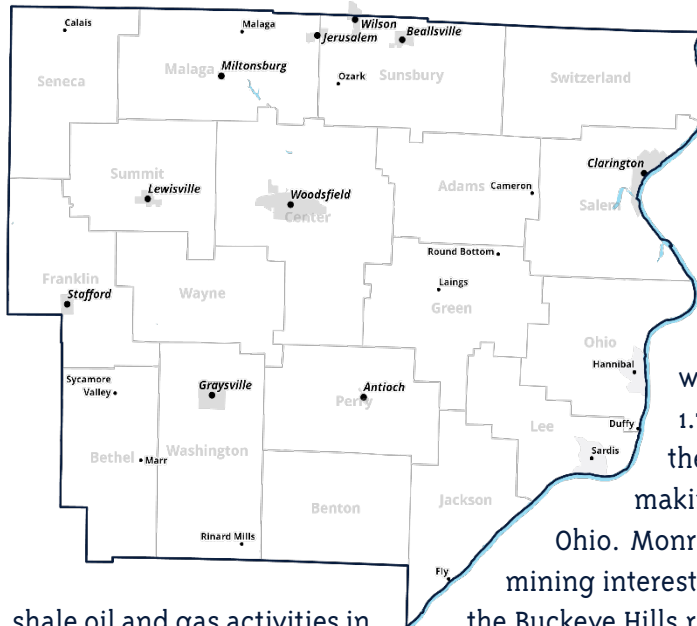 Calais
Malaga
Wilson
Jerusalem
Beallsville
Seneca
Malaga
Miltonsburg
Ozark
Sunsbury
Switzerland
Summit
Lewisville
Woodsfield
Center
Adams
Cameron
Clarington
Salem
Round Bottom
Franklin
Stafford
Wayne
Laings
Green
Ohio
Hannibal
Sycamore
Valley
Graysville
Antioch
Perry
Lee
Duffy
Bethel
Marr
Washington
Sardis
Benton
Jackson
Rinard Mills
Fly
Ohio. Monr
mining interest
shale oil and gas activities in
the Buckeye Hills r